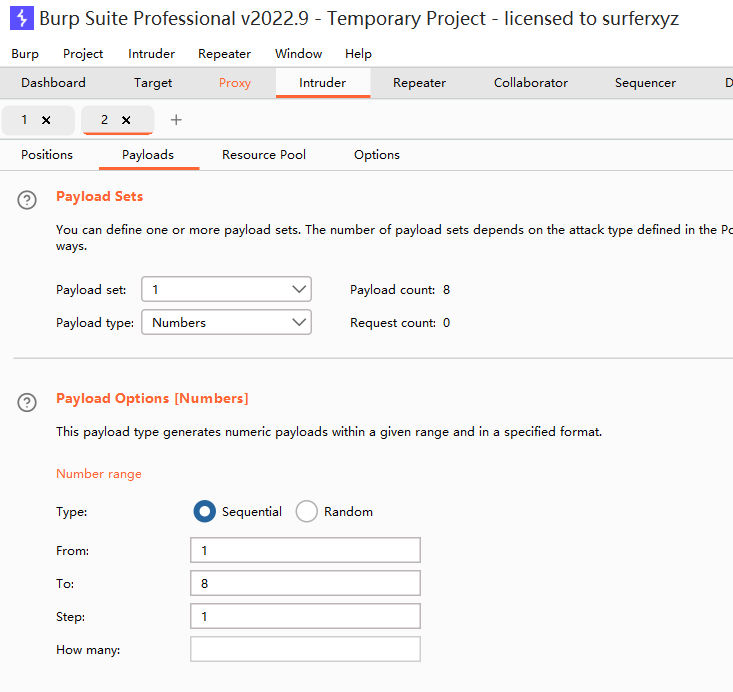 Burp Suite Professional v2022.9 - Temporary Project - licensed to surferxyz
Burp Project Intruder Repeater Window Help
Dashboard Target Proxy Intruder Repeater Collaborator Sequencer
1 × 2 × +
Positions Payloads Resource Pool Options
? Payload Sets
You can define one or more payload sets. The number of payload sets depends on the attack type defined in the
ways.
Payload set: 1 Payload count: 8
Payload type: Numbers Request count: 0
? Payload Options [Numbers]
This payload type generates numeric payloads within a given range and in a specified format.
Number range
Type: Sequential Random
From: 1
To: 8
Step: 1
How many: